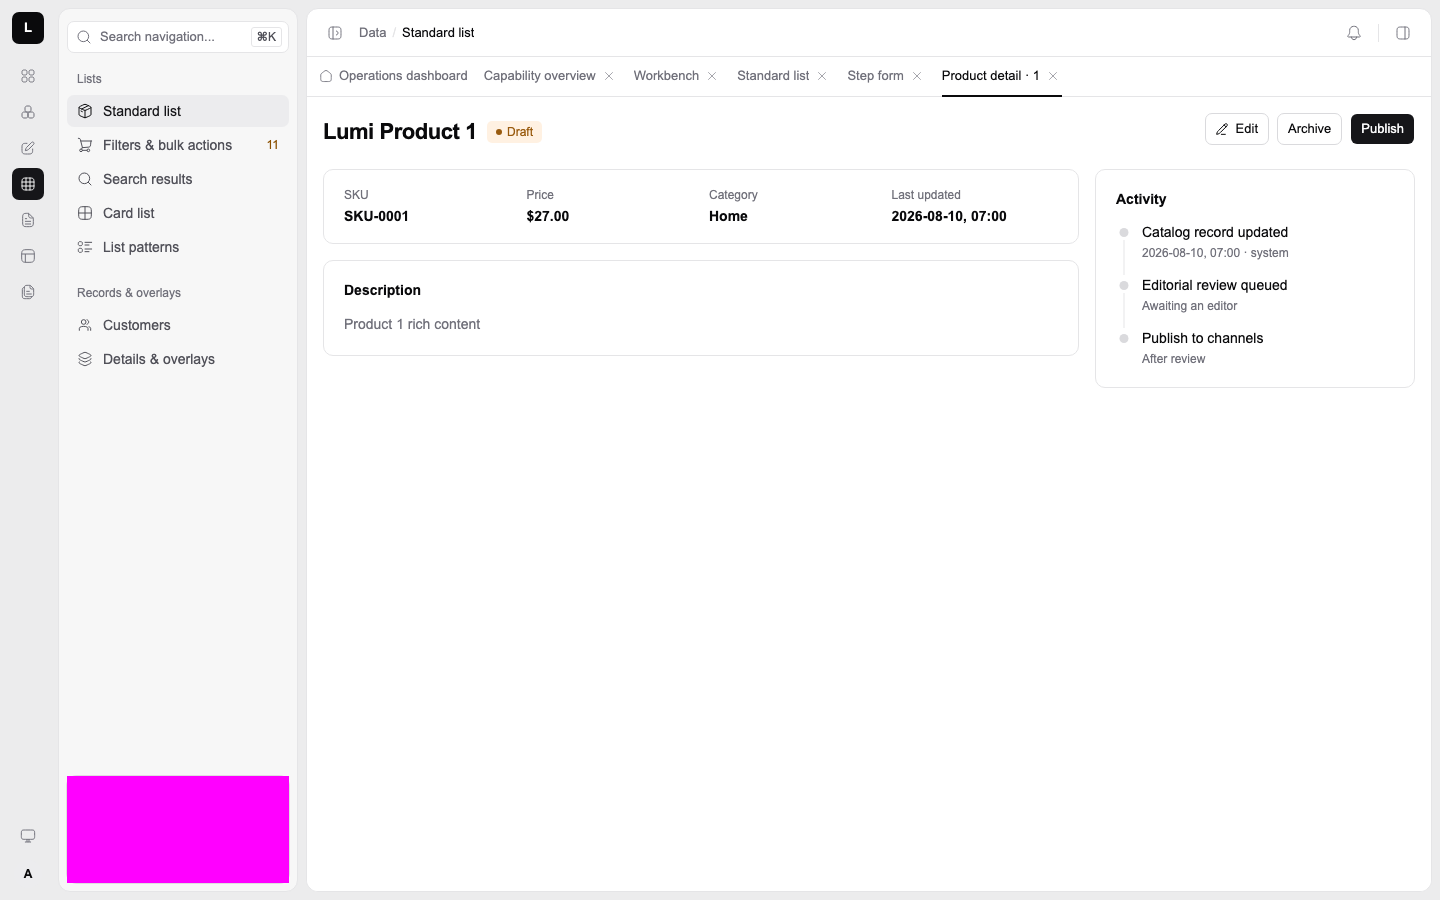 L
Search navigation...
⌘K
Lists
Standard list
Filters & bulk actions
11
Search results
Card list
List patterns
Records & overlays
Customers
Details & overlays
A
Data / Standard list
Operations dashboard
Capability overview
Workbench
Standard list
Step form
Product detail · 1
Lumi Product 1
Draft
Edit
Archive
Publish
SKU
SKU-0001
Price
$27.00
Category
Home
Last updated
2026-08-10, 07:00
Description
Product 1 rich content
Activity
Catalog record updated
2026-08-10, 07:00 · system
Editorial review queued
Awaiting an editor
Publish to channels
After review